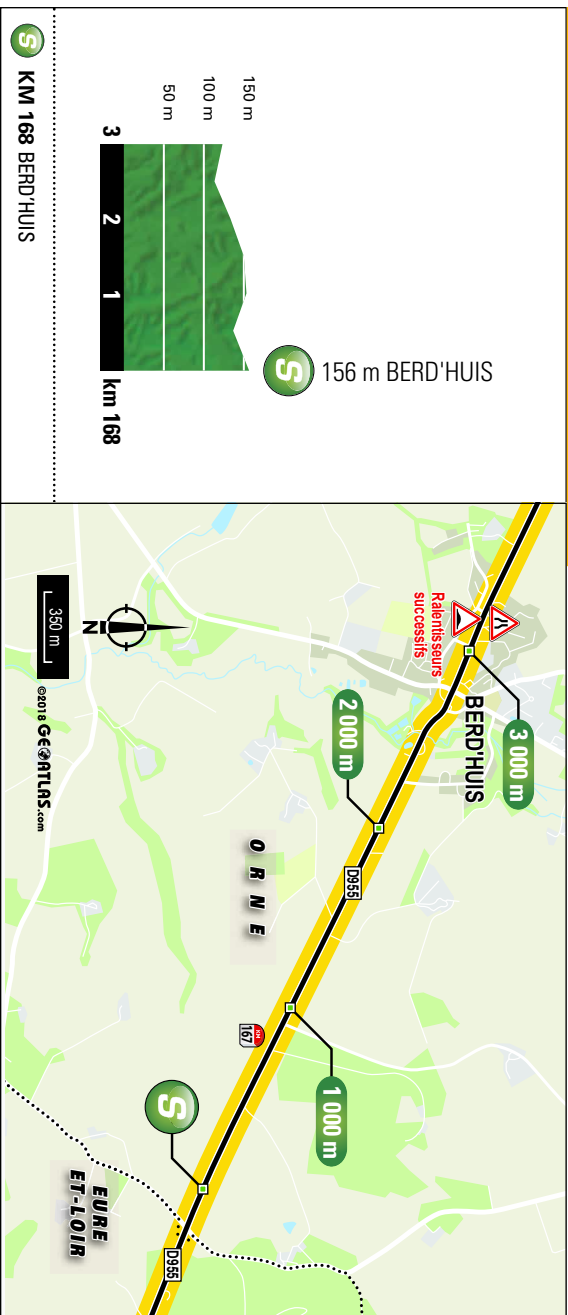 S KM 168 BERD'HUIS
150 m
100 m
50 m
3 2 1 km 168
S 156 m BERD'HUIS
3 000 m
BERD'HUIS
Ralentisseurs
successifs
2 000 m
D955
O R N E
1 000 m
KM
167
S
EURE
ET-LOIR
D955
N
350 m
©2018 GEOATLAS.com